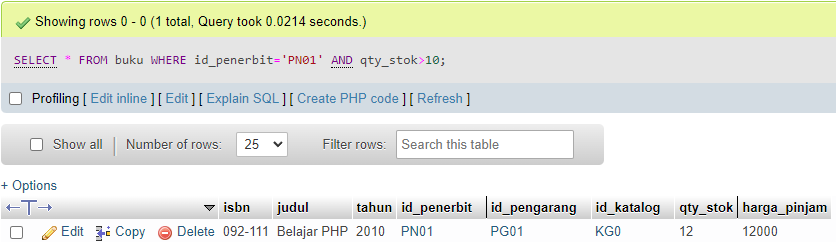 Showing rows 0 - 0 (1 total, Query took 0.0214 seconds.)
SELECT * FROM buku WHERE id_penerbit='PN01' AND qty_stok>10;
Profiling [ Edit inline ] [ Edit ] [ Explain SQL ] [ Create PHP code ] [ Refresh ]
Show all Number of rows: 25 Filter rows: Search this table
+ Options
isbn judul tahun id_penerbit id_pengarang id_katalog qty_stok harga_pinjam
Edit Copy Delete 092-111 Belajar PHP 2010 PN01 PG01 KG0 12 12000